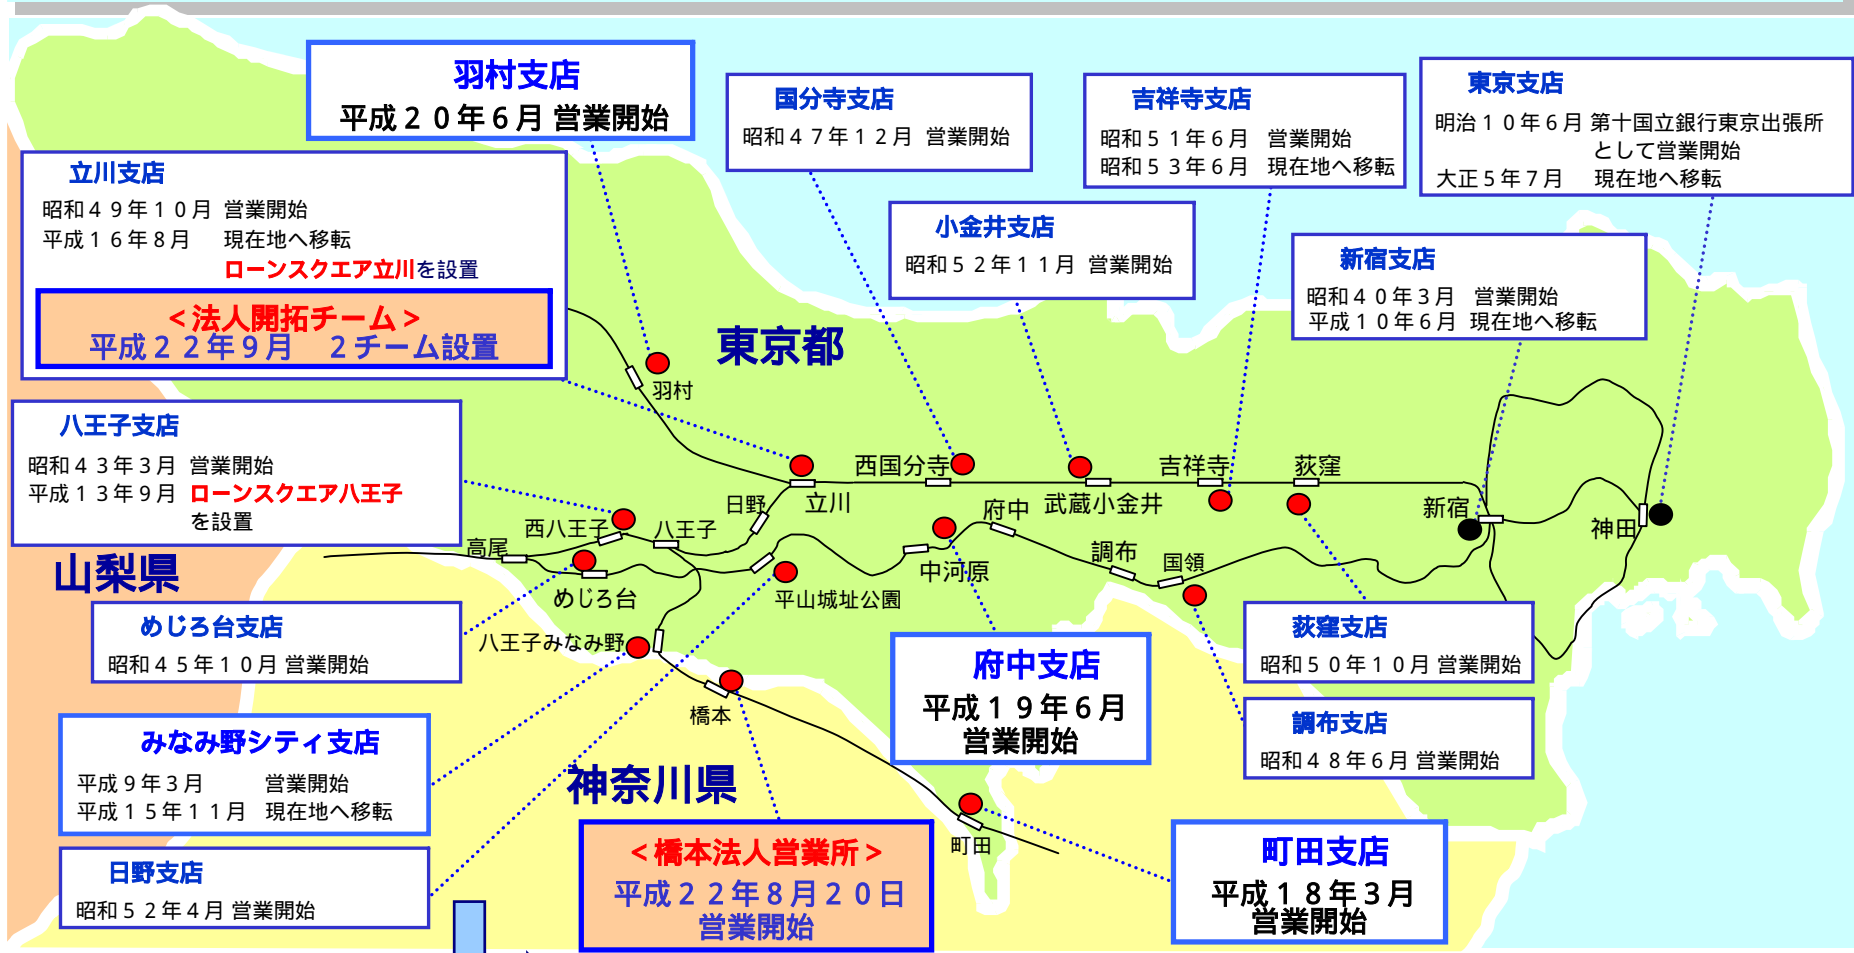 羽村支店
平成20年6月 営業開始
国分寺支店
昭和47年12月 営業開始
吉祥寺支店
昭和51年6月 営業開始
昭和53年6月 現在地へ移転
東京支店
明治10年6月 第十国立銀行東京出張所
として営業開始
大正5年7月 現在地へ移転
立川支店
昭和49年10月 営業開始
平成16年8月 現在地へ移転
ローンスクエア立川を設置
＜法人開拓チーム＞
平成22年9月 2チーム設置
小金井支店
昭和52年11月 営業開始
新宿支店
昭和40年3月 営業開始
平成10年6月 現在地へ移転
東京都
羽村
八王子支店
昭和43年3月 営業開始
平成13年9月 ローンスクエア八王子
を設置
西国分寺
吉祥寺
荻窪
立川
武蔵小金井
日野
府中
新宿
神田
西八王子
八王子
高尾
中河原
調布
国領
山梨県
めじろ台
平山城址公園
めじろ台支店
昭和45年10月 営業開始
八王子みなみ野
府中支店
平成19年6月
営業開始
荻窪支店
昭和50年10月 営業開始
橋本
調布支店
昭和48年6月 営業開始
みなみ野シティ支店
平成9年3月 営業開始
平成15年11月 現在地へ移転
神奈川県
＜橋本法人営業所＞
平成22年8月20日
営業開始
町田
町田支店
平成18年3月
営業開始
日野支店
昭和52年4月 営業開始